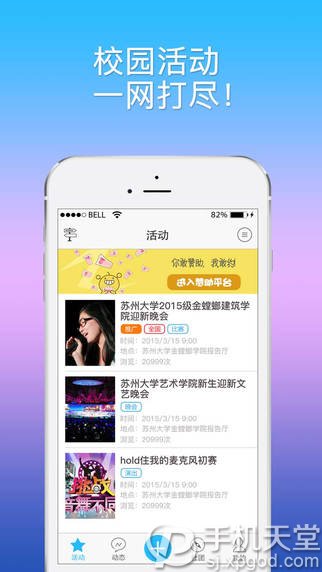 校园活动
一网打尽！
BELL
82%
活动
你敢赞助，我敢约！
台平募慧入击
苏州大学2015级金螳螂建筑学
院迎新晚会
推广 全国 比赛
时间：2015/3/15 9:00
地点：苏州大学金螳螂学院报告厅
浏览：20999次
苏州大学艺术学院新生迎新文
艺晚会
晚会
时间：2015/3/15 9:00
地点：苏州大学金螳螂学院报告厅
浏览：20999次
hold住我的麦克风初赛
演出
时间：2015/3/15 9:00
地点：苏州大学金螳螂学院报告厅
浏览：20999次
活动
动态
社团
我的
手机天堂
sj.xpgod.com